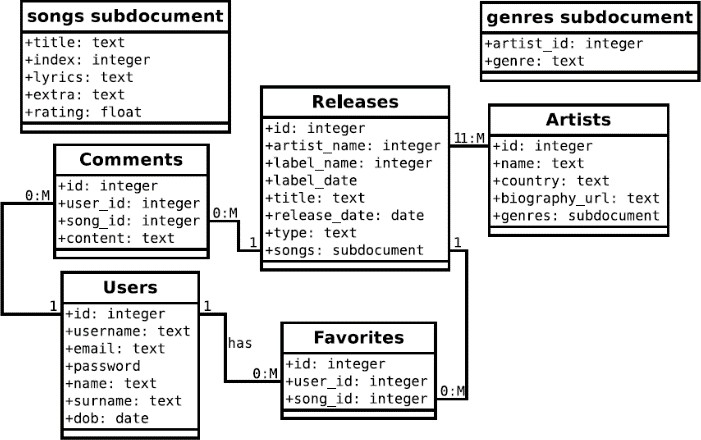 songs subdocument
+title: text
+index: integer
+lyrics: text
+extra: text
+rating: float
genres subdocument
+artist_id: integer
+genre: text
Releases
+id: integer
+artist_name: integer
+label_name: integer
+label_date
+title: text
+release_date: date
+type: text
+songs: subdocument
11:M
Artists
+id: integer
+name: text
+country: text
+biography_url: text
+genres: subdocument
Comments
+id: integer
+user_id: integer
+song_id: integer
+content: text
0:M
0:M
1
1
Users
+id: integer
+username: text
+email: text
+password
+name: text
+surname: text
+dob: date
1
1
has
0:M
Favorites
+id: integer
+user_id: integer
+song_id: integer
0:M